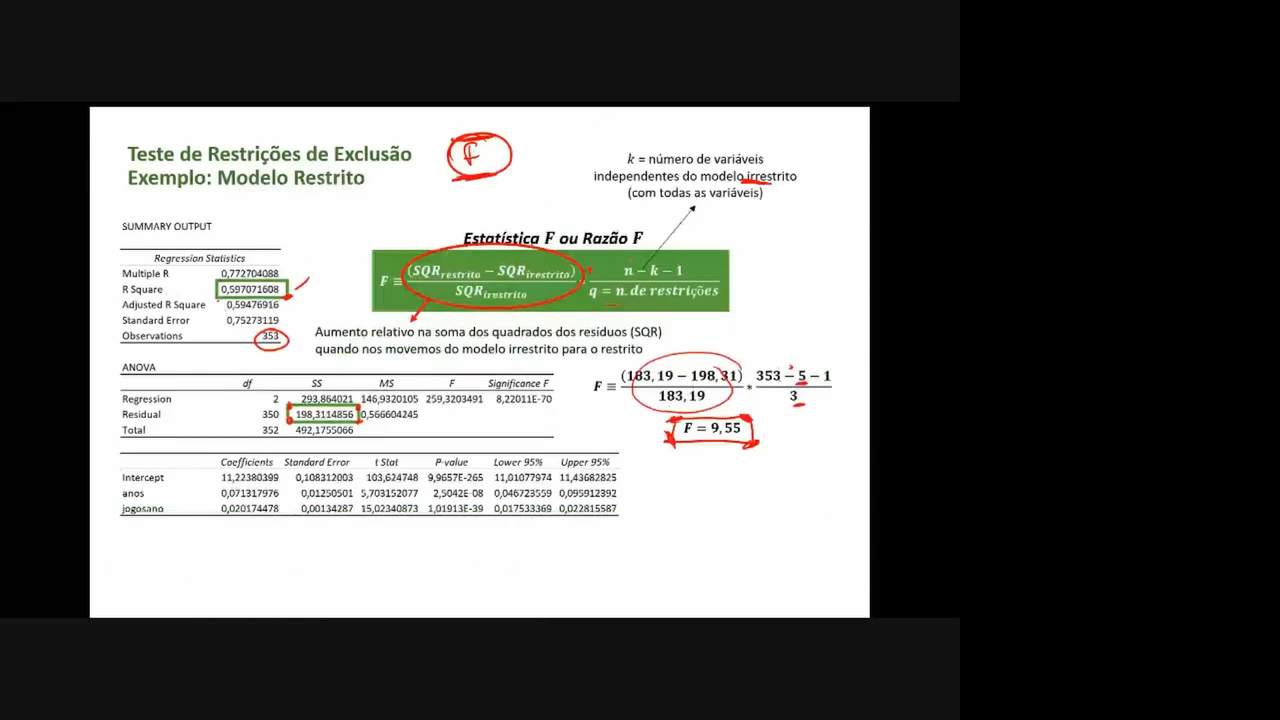 Teste de Restrições de Exclusão
Exemplo: Modelo Restrito
F
k = número de variáveis
independentes do modelo irrestrito
(com todas as variáveis)
SUMMARY OUTPUT
Regression Statistics
Multiple R 0,772704088
R Square 0,597071608
Adjusted R Square 0,59476916
Standard Error 0,75273119
Observations 353
Estatística F ou Razão F
F ≡ (SQRrestrito − SQRirestrito) / SQRirestrito · n − k − 1 / q = n. de restrições
Aumento relativo na soma dos quadrados dos resíduos (SQR)
quando nos movemos do modelo irrestrito para o restrito
F ≡ (183,19 − 198,31) / 183,19 * 353 − 5 − 1 / 3
F = 9,55
ANOVA
df SS MS F Significance F
Regression 2 293,864021 146,9320105 259,3203491 8,22011E-70
Residual 350 198,3114856 0,566604245
Total 352 492,1755066
Coefficients Standard Error t Stat P-value Lower 95% Upper 95%
Intercept 11,22380399 0,108312003 103,624748 9,9657E-265 11,01077974 11,43682825
anos 0,071317976 0,01250501 5,703152077 2,5042E-08 0,046723559 0,095912392
jogosano 0,020174478 0,00134287 15,02340873 1,01913E-39 0,017533369 0,022815587